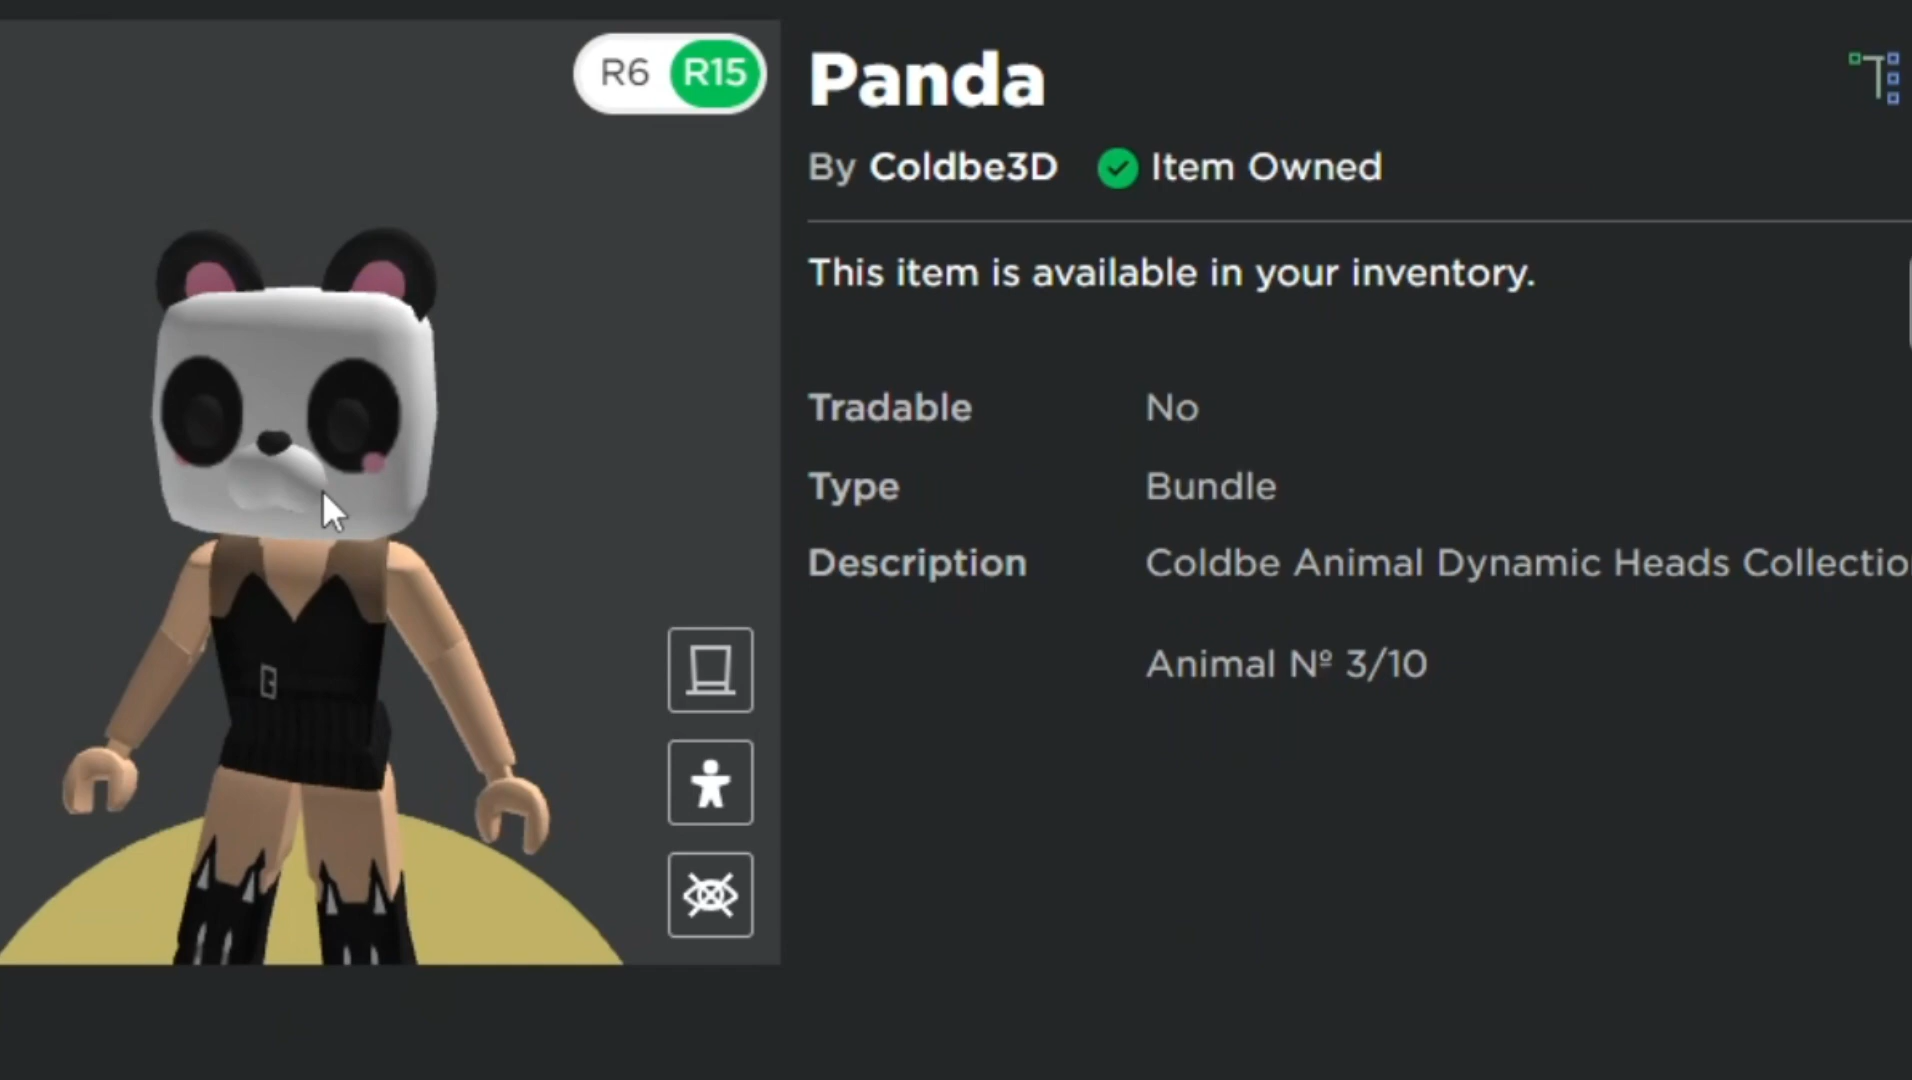 R6 R15
Panda
By Coldbe3D Item Owned
This item is available in your inventory.
Tradable No
Type Bundle
Description Coldbe Animal Dynamic Heads Collectio
Animal Nº 3/10